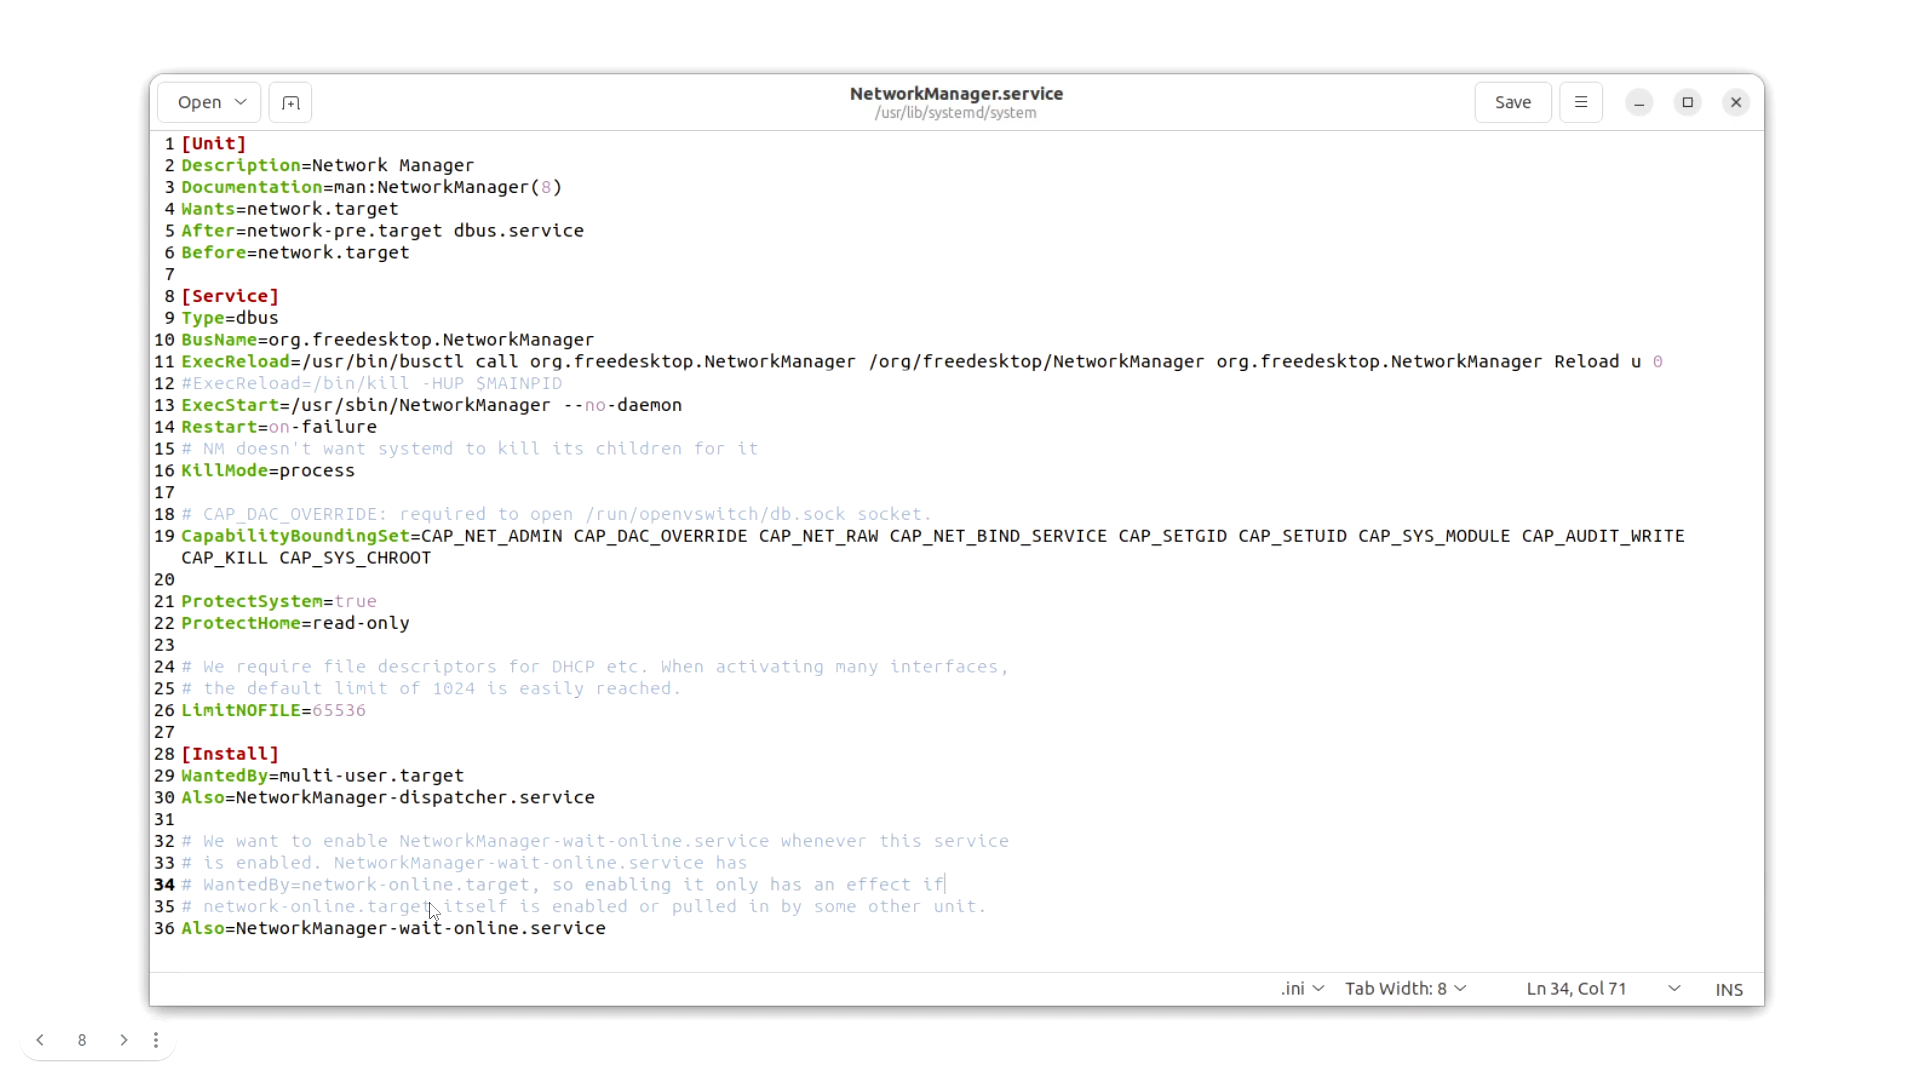 Open
NetworkManager.service
/usr/lib/systemd/system
Save
1 [Unit]
2 Description=Network Manager
3 Documentation=man:NetworkManager(8)
4 Wants=network.target
5 After=network-pre.target dbus.service
6 Before=network.target
7
8 [Service]
9 Type=dbus
10 BusName=org.freedesktop.NetworkManager
11 ExecReload=/usr/bin/busctl call org.freedesktop.NetworkManager /org/freedesktop/NetworkManager org.freedesktop.NetworkManager Reload u 0
12 #ExecReload=/bin/kill -HUP $MAINPID
13 ExecStart=/usr/sbin/NetworkManager --no-daemon
14 Restart=on-failure
15 # NM doesn't want systemd to kill its children for it
16 KillMode=process
17
18 # CAP_DAC_OVERRIDE: required to open /run/openvswitch/db.sock socket.
19 CapabilityBoundingSet=CAP_NET_ADMIN CAP_DAC_OVERRIDE CAP_NET_RAW CAP_NET_BIND_SERVICE CAP_SETGID CAP_SETUID CAP_SYS_MODULE CAP_AUDIT_WRITE
CAP_KILL CAP_SYS_CHROOT
20
21 ProtectSystem=true
22 ProtectHome=read-only
23
24 # We require file descriptors for DHCP etc. When activating many interfaces,
25 # the default limit of 1024 is easily reached.
26 LimitNOFILE=65536
27
28 [Install]
29 WantedBy=multi-user.target
30 Also=NetworkManager-dispatcher.service
31
32 # We want to enable NetworkManager-wait-online.service whenever this service
33 # is enabled. NetworkManager-wait-online.service has
34 # WantedBy=network-online.target, so enabling it only has an effect if
35 # network-online.target itself is enabled or pulled in by some other unit.
36 Also=NetworkManager-wait-online.service
.ini Tab Width: 8 Ln 34, Col 71 INS
8